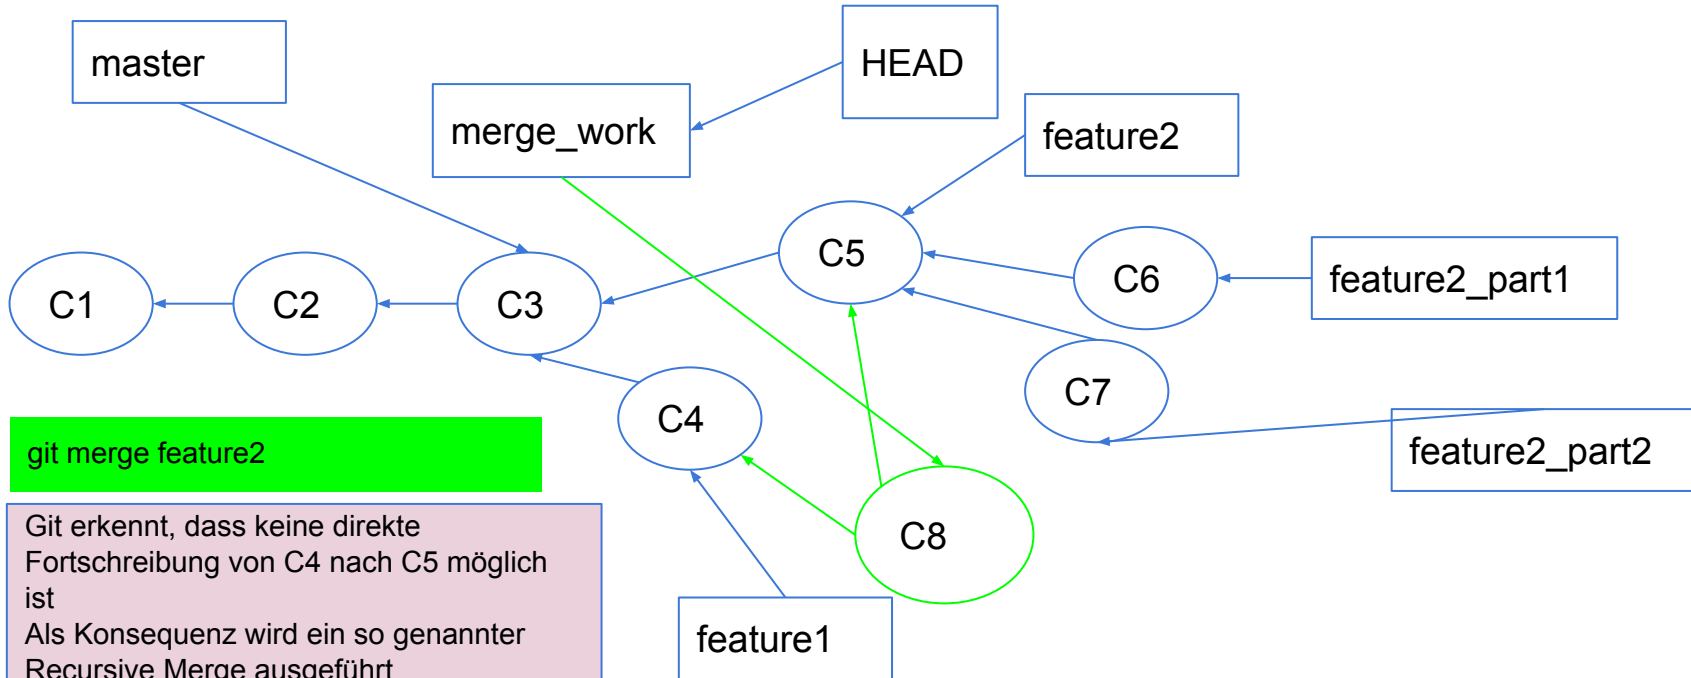 master
HEAD
merge_work
feature2
C5
C6
feature2_part1
C1
C2
C3
C7
C4
feature2_part2
git merge feature2
C8
Git erkennt, dass keine direkte
Fortschreibung von C4 nach C5 möglich
ist
Als Konsequenz wird ein so genannter
Recursive Merge ausgeführt
feature1